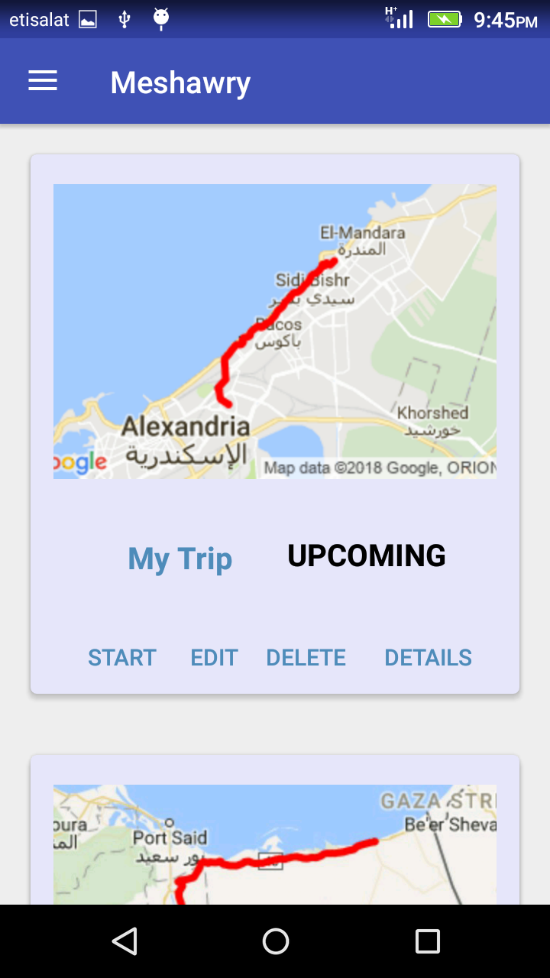 etisalat
H+
9:45PM
Meshawry
El-Mandara
المندرة
Sidi Bishr
سيدي بشر
Bacos
باكوس
Khorshed
خورشيد
Alexandria
الإسكندرية
oogle
Map data ©2018 Google, ORION
My Trip
UPCOMING
START
EDIT
DELETE
DETAILS
GAZA STRI
Be'er Sheva
Port Said
بور سعيد
oura